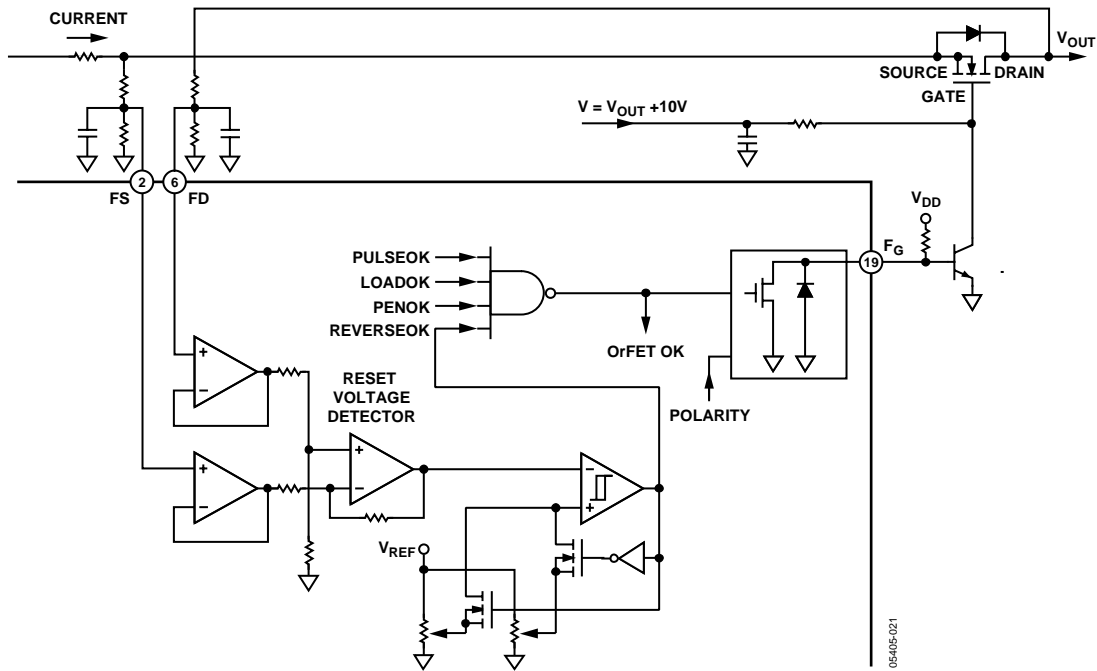 CURRENT
VOUT
SOURCE
DRAIN
GATE
V = VOUT +10V
2
6
FS
FD
VDD
FG
19
PULSEOK
LOADOK
PENOK
REVERSEOK
OrFET OK
POLARITY
RESET
VOLTAGE
DETECTOR
+
−
+
−
+
−
−
+
VREF
05405-021